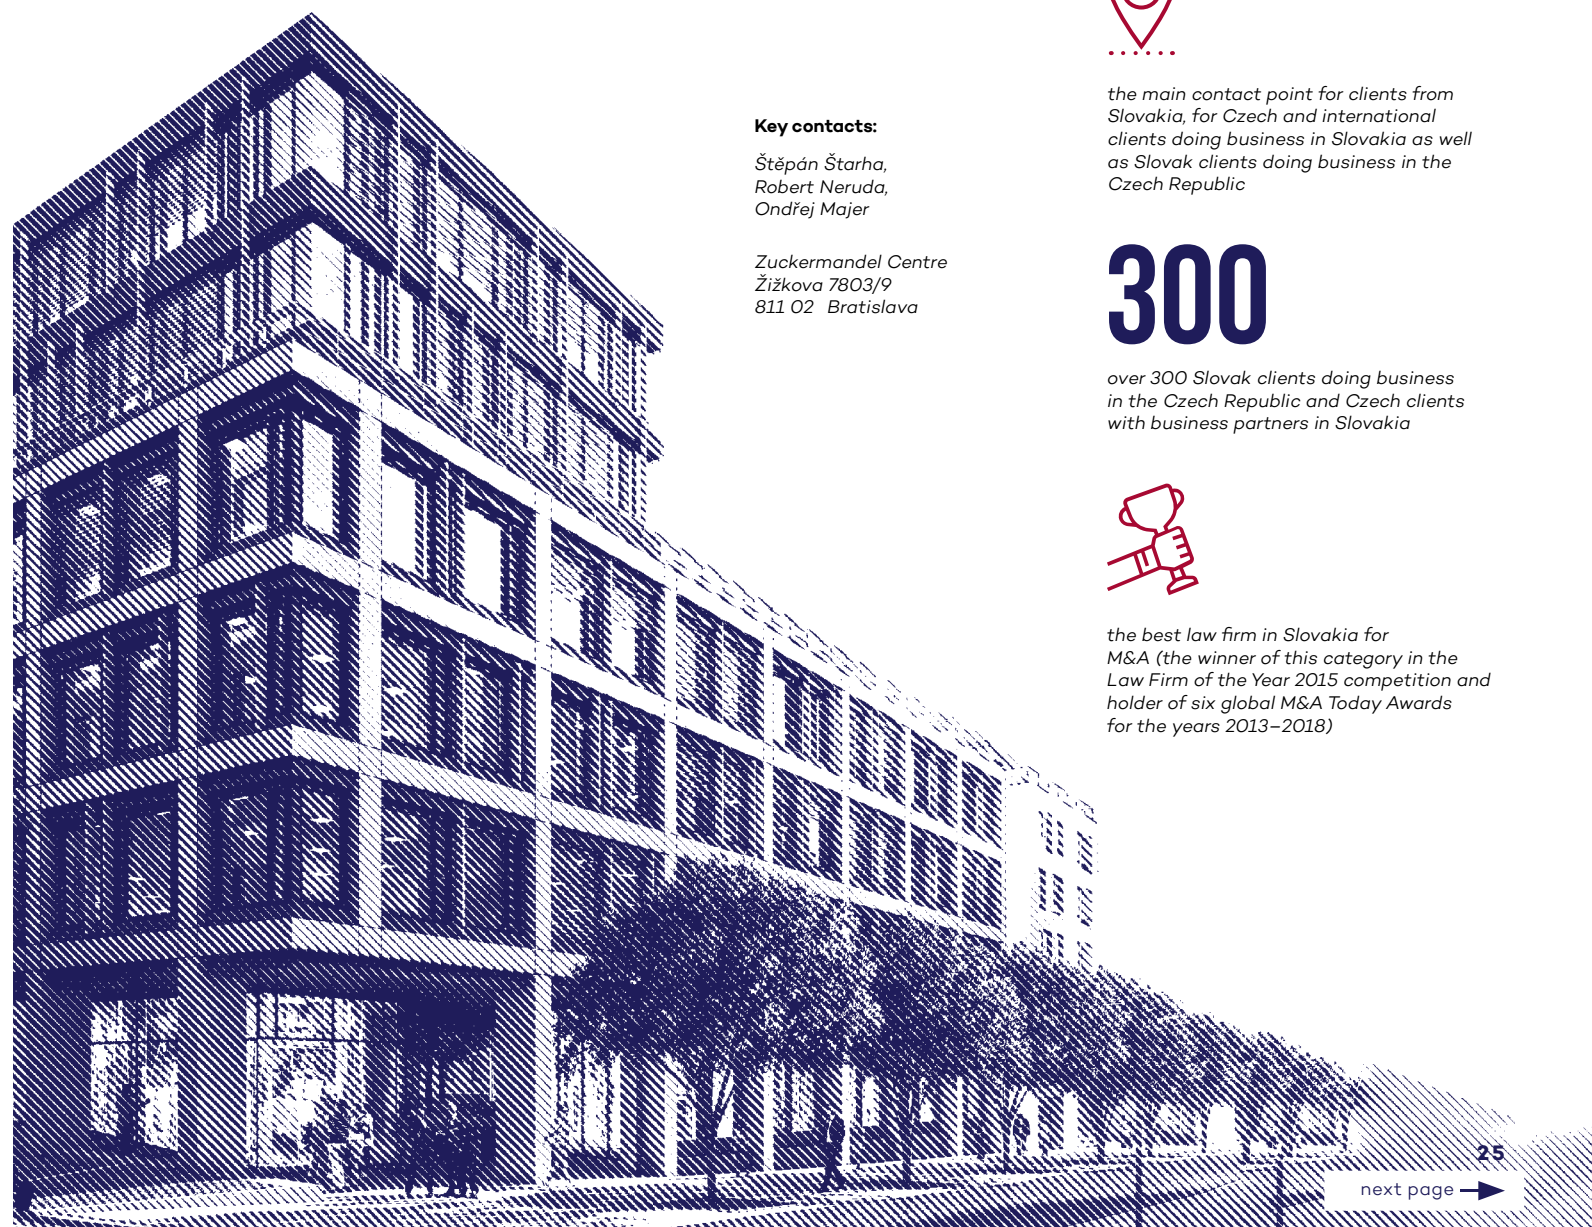 Key contacts:
Štěpán Štarha,
Robert Neruda,
Ondřej Majer
Zuckermandel Centre
Žižkova 7803/9
811 02 Bratislava
the main contact point for clients from
Slovakia, for Czech and international
clients doing business in Slovakia as well
as Slovak clients doing business in the
Czech Republic
300
over 300 Slovak clients doing business
in the Czech Republic and Czech clients
with business partners in Slovakia
the best law firm in Slovakia for
M&A (the winner of this category in the
Law Firm of the Year 2015 competition and
holder of six global M&A Today Awards
for the years 2013–2018)
25
next page